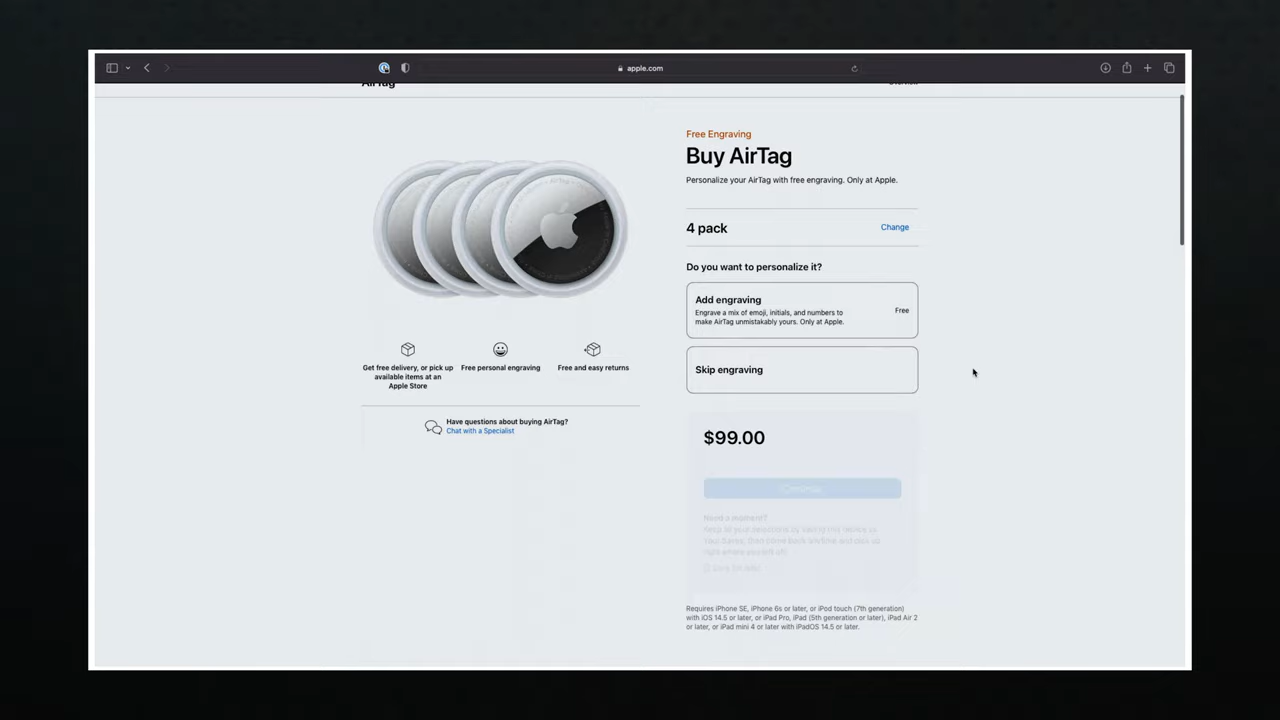 apple.com
AirTag
Overview
Free Engraving
Buy AirTag
Personalize your AirTag with free engraving. Only at Apple.
4 pack
Change
Do you want to personalize it?
Add engraving
Engrave a mix of emoji, initials, and numbers to
make AirTag unmistakably yours. Only at Apple.
Free
Skip engraving
Get free delivery, or pick up
available items at an
Apple Store
Free personal engraving
Free and easy returns
Have questions about buying AirTag?
Chat with a Specialist
$99.00
Continue
Need a moment?
Requires iPhone SE, iPhone 6s or later, or iPod touch (7th generation)
with iOS 14.5 or later, or iPad Pro, iPad (5th generation or later), iPad Air 2
or later, or iPad mini 4 or later with iPadOS 14.5 or later.